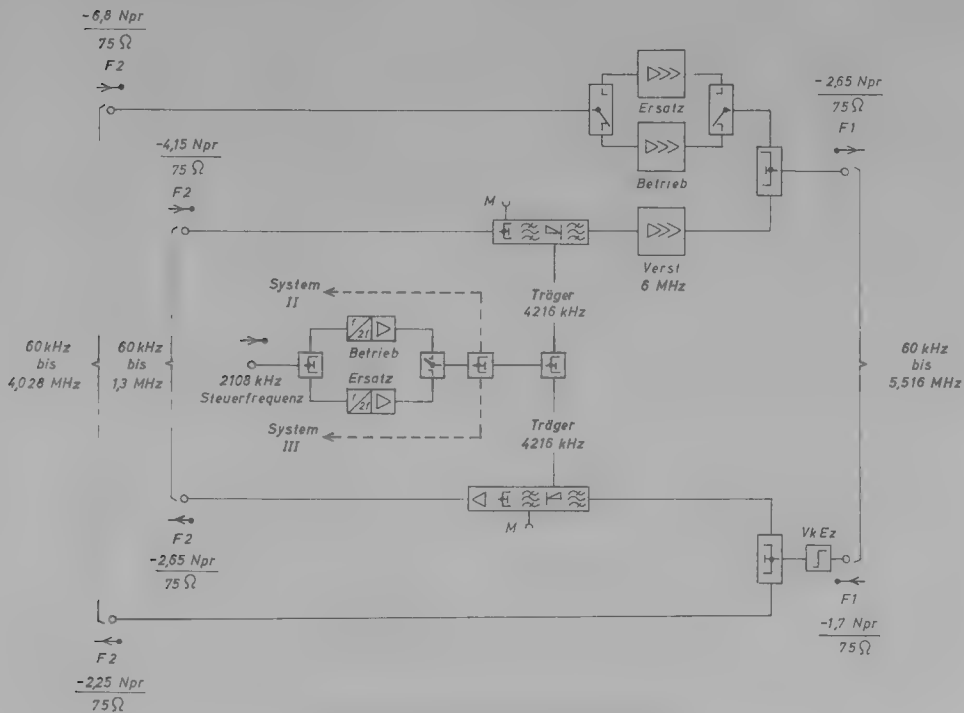 -6,8 Npr
75 Ω
F2
-4,15 Npr
75 Ω
F2
Ersatz
Betrieb
-2,65 Npr
75 Ω
F1
M
Verst
6 MHz
System
II
Träger
4216 kHz
f
2f
Betrieb
60 kHz
bis
4,028 MHz
60 kHz
bis
1,3 MHz
2108 kHz
Steuerfrequenz
Ersatz
f
2f
60 kHz
bis
5,516 MHz
System
III
Träger
4216 kHz
M
F2
-2,65 Npr
75 Ω
VkEz
F1
-1,7 Npr
75 Ω
F2
-2,25 Npr
75 Ω